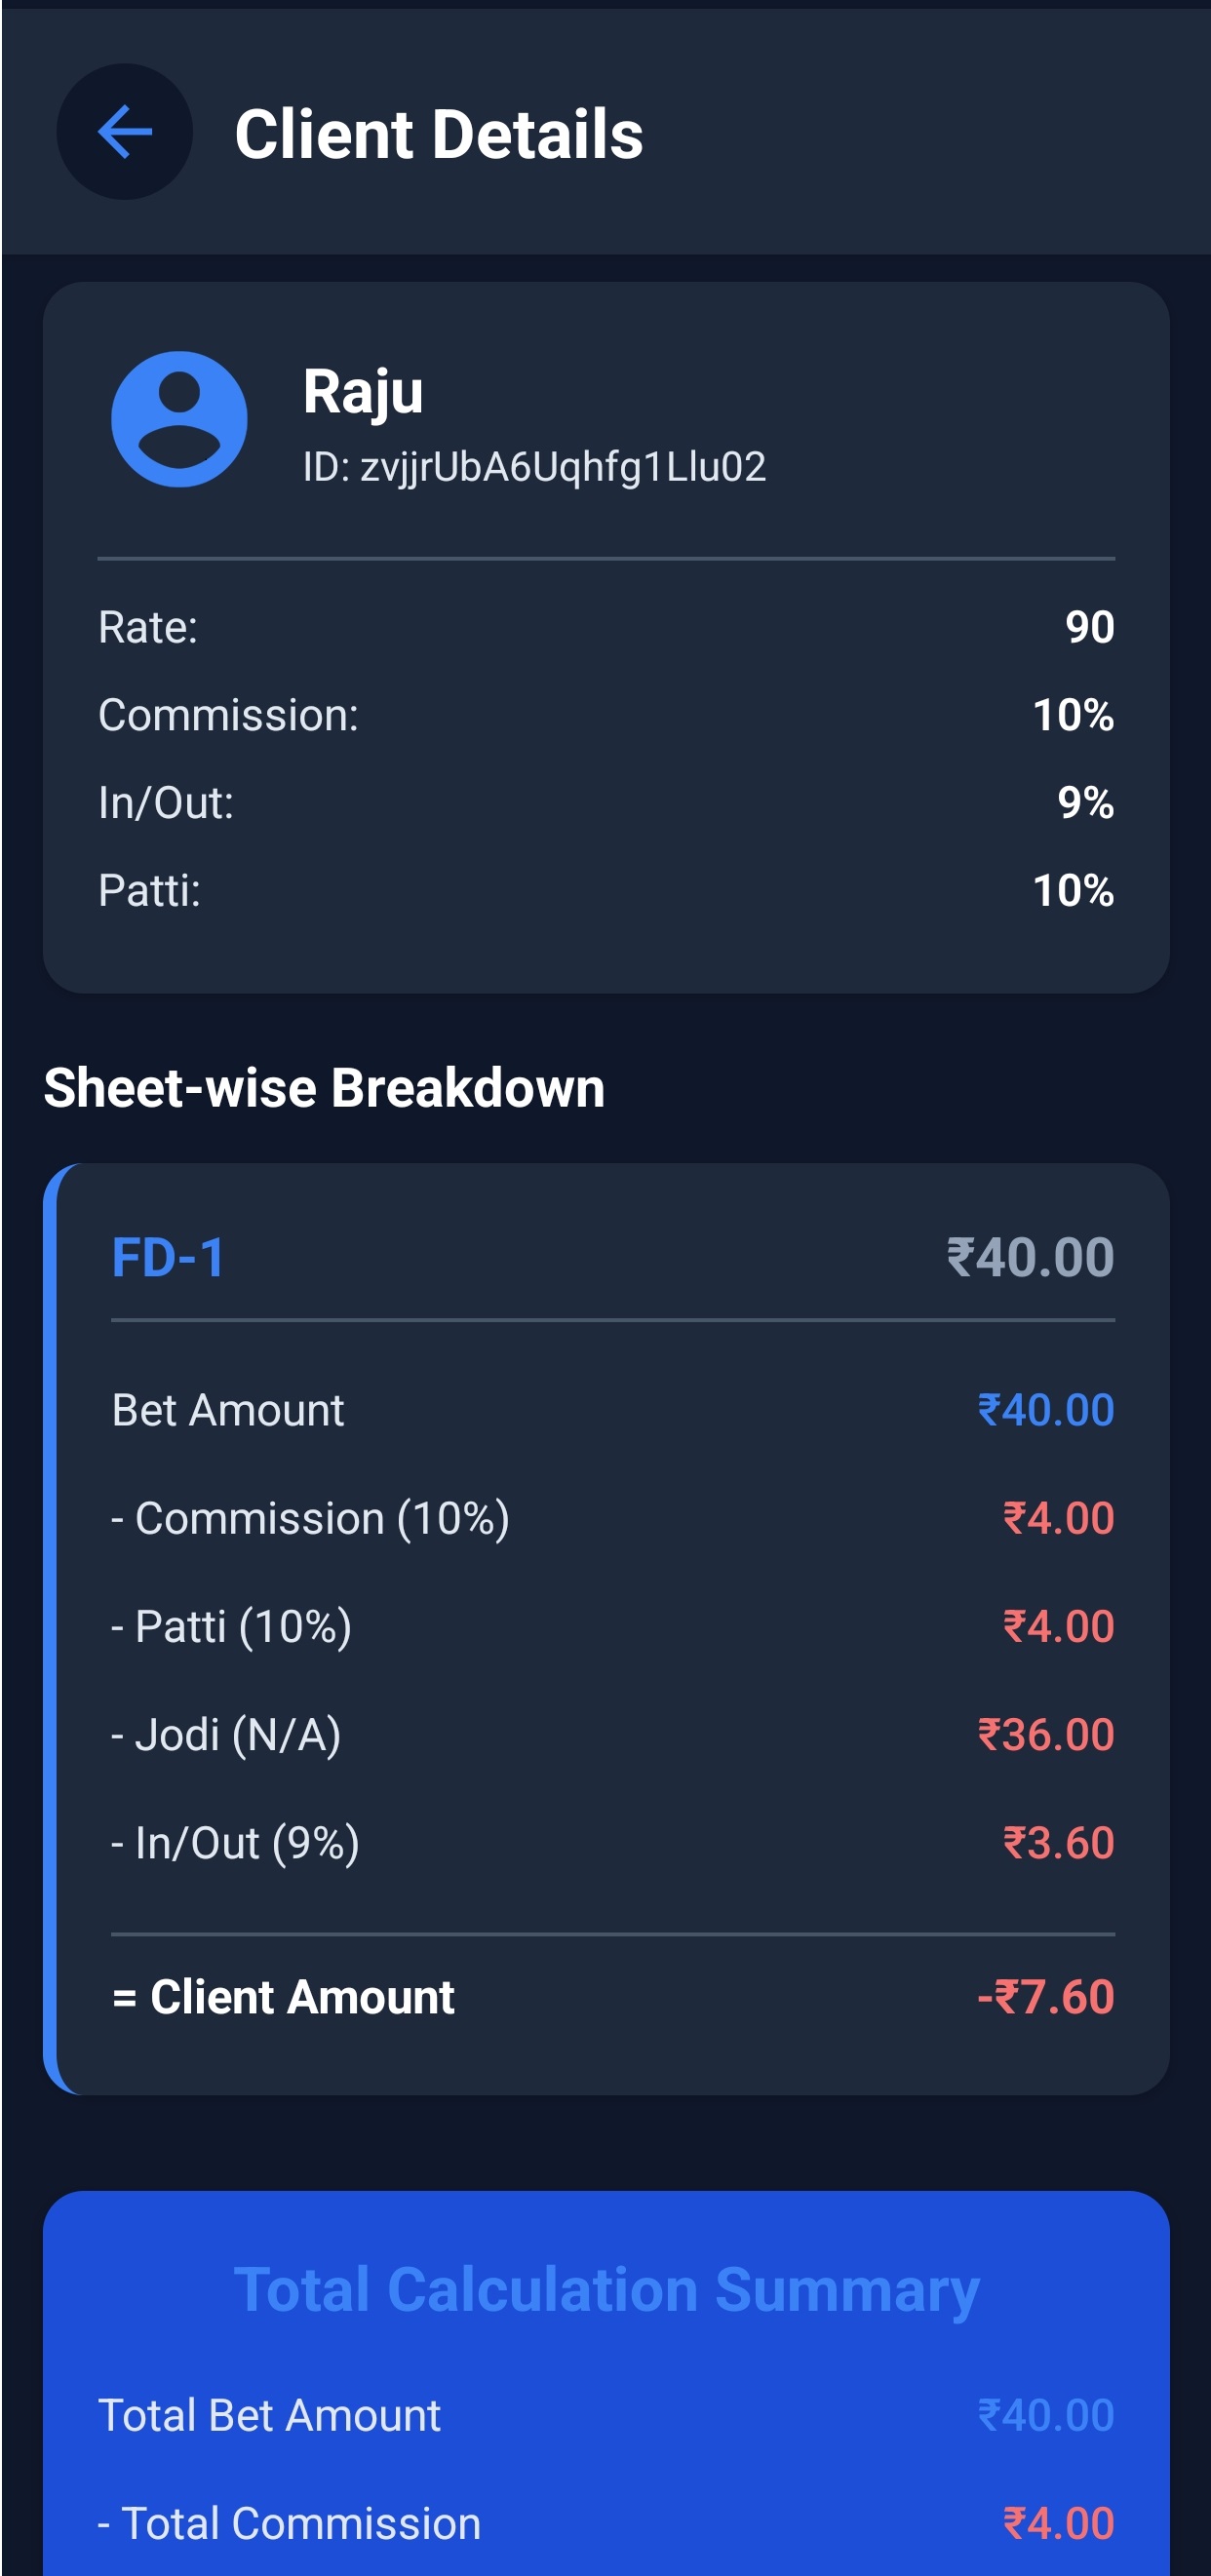 Client Details
Raju
ID: zvjjrUbA6Uqhfg1Llu02
Rate: 90
Commission: 10%
In/Out: 9%
Patti: 10%
Sheet-wise Breakdown
FD-1 ₹40.00
Bet Amount ₹40.00
- Commission (10%) ₹4.00
- Patti (10%) ₹4.00
- Jodi (N/A) ₹36.00
- In/Out (9%) ₹3.60
= Client Amount -₹7.60
Total Calculation Summary
Total Bet Amount ₹40.00
- Total Commission ₹4.00